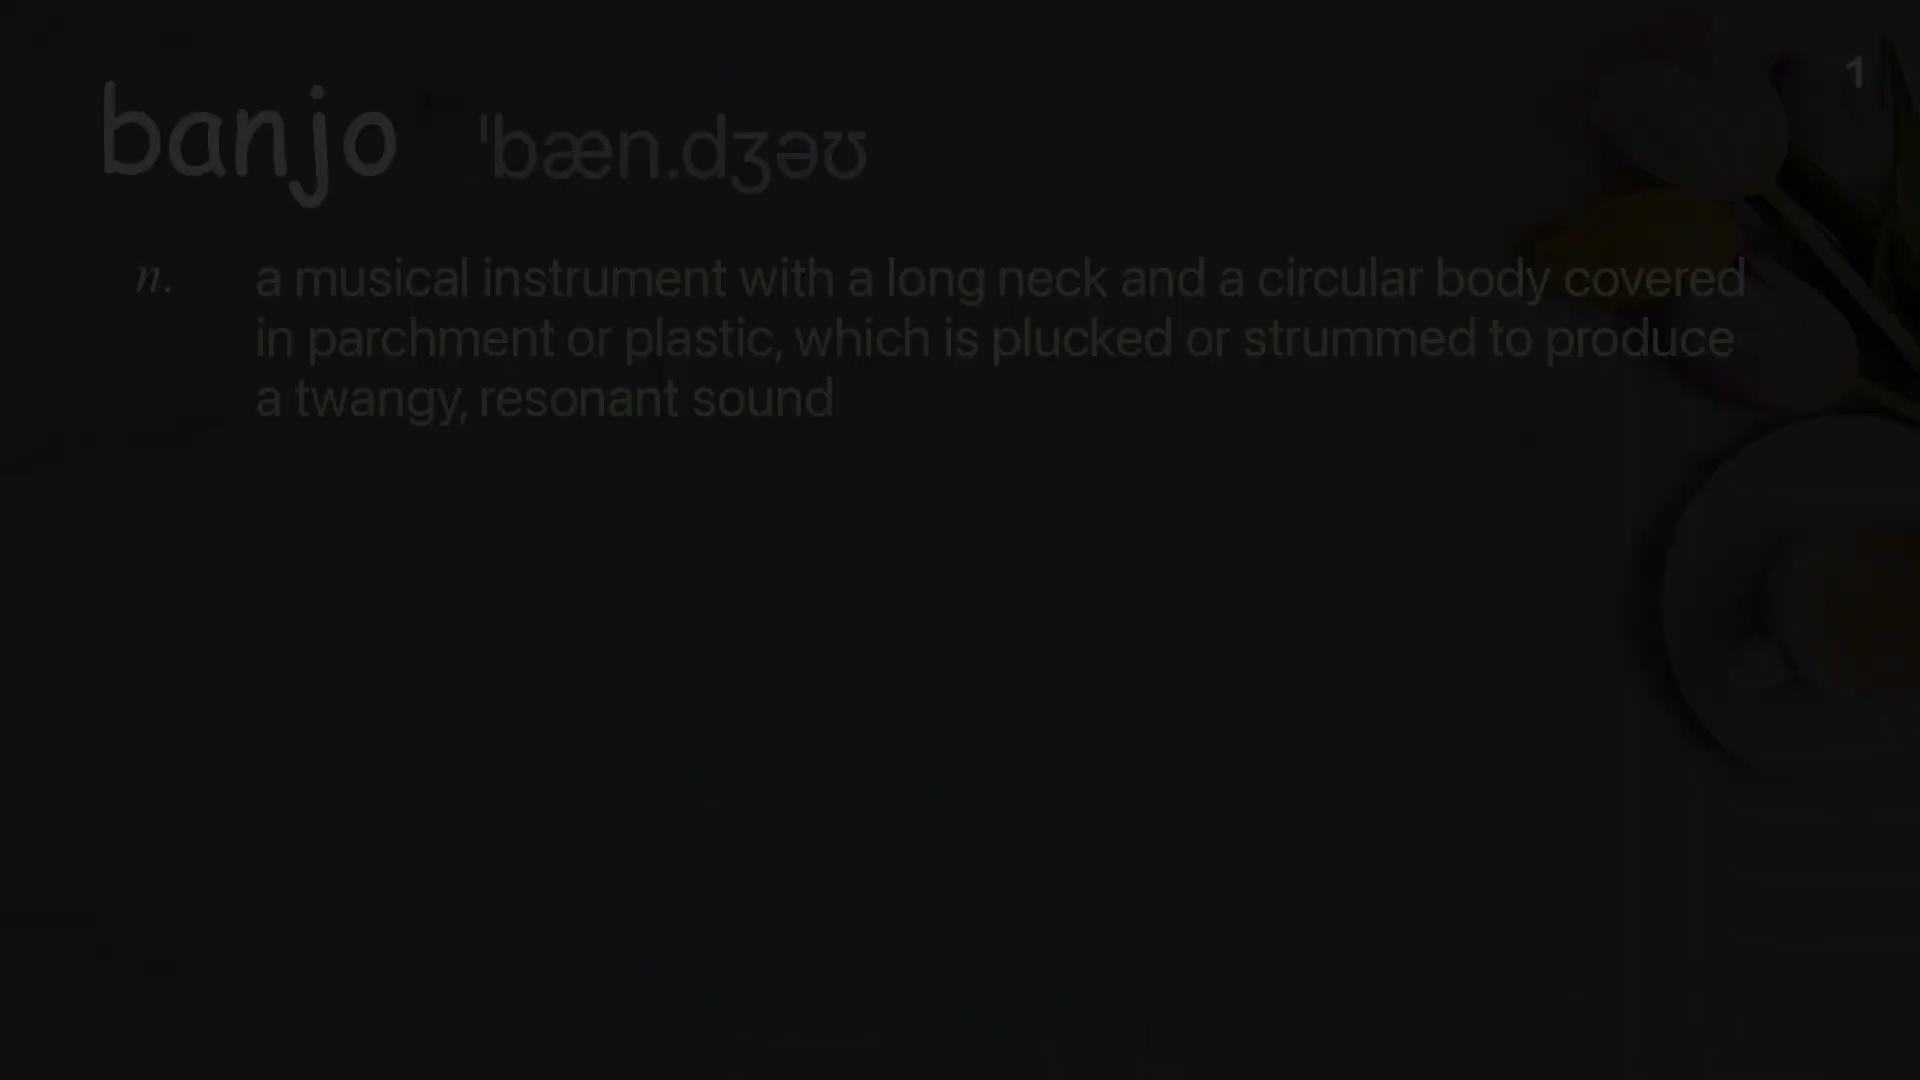 banjo ˈbæn.dʒəʊ
1
n. a musical instrument with a long neck and a circular body covered
in parchment or plastic, which is plucked or strummed to produce
a twangy, resonant sound